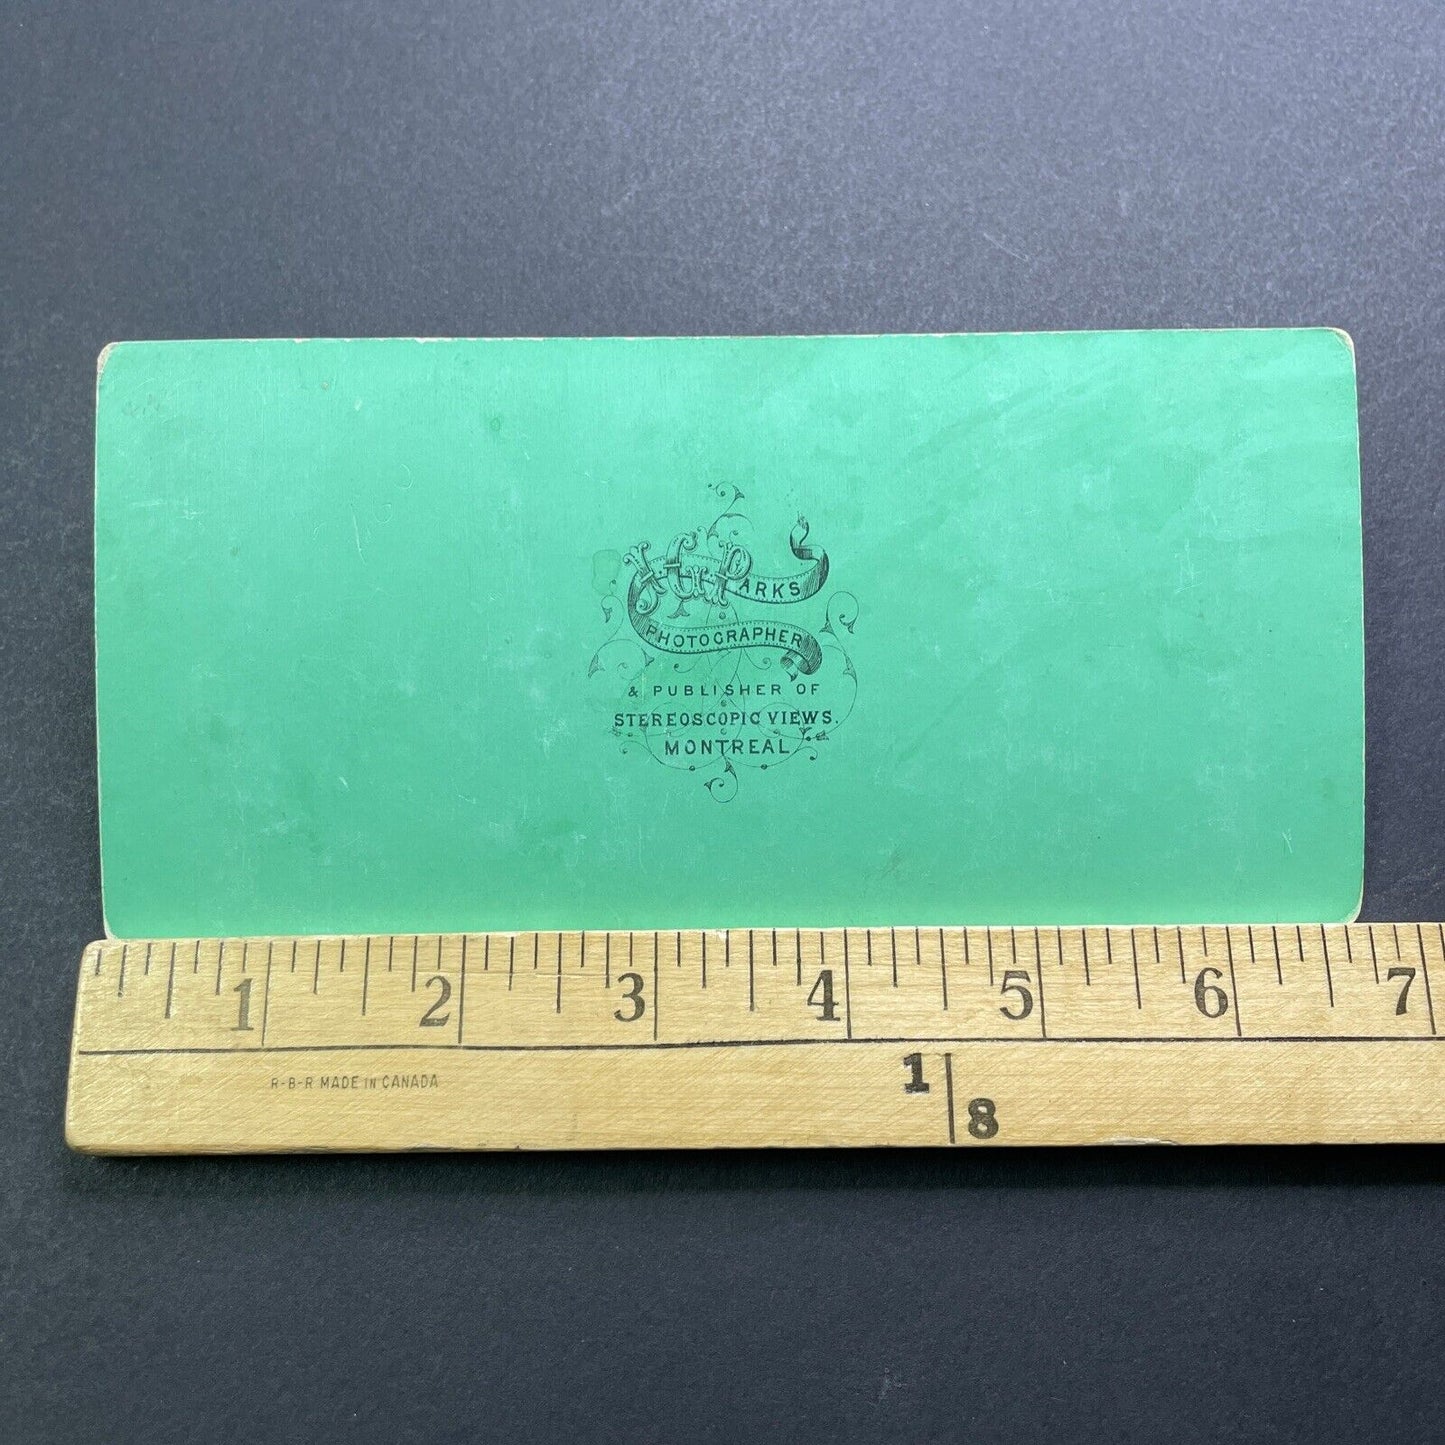 J. G. PARKS
PHOTOGRAPHER
& PUBLISHER OF
STEREOSCOPIC VIEWS.
MONTREAL
1 2 3 4 5 6 7
R-B-R MADE IN CANADA
1
8